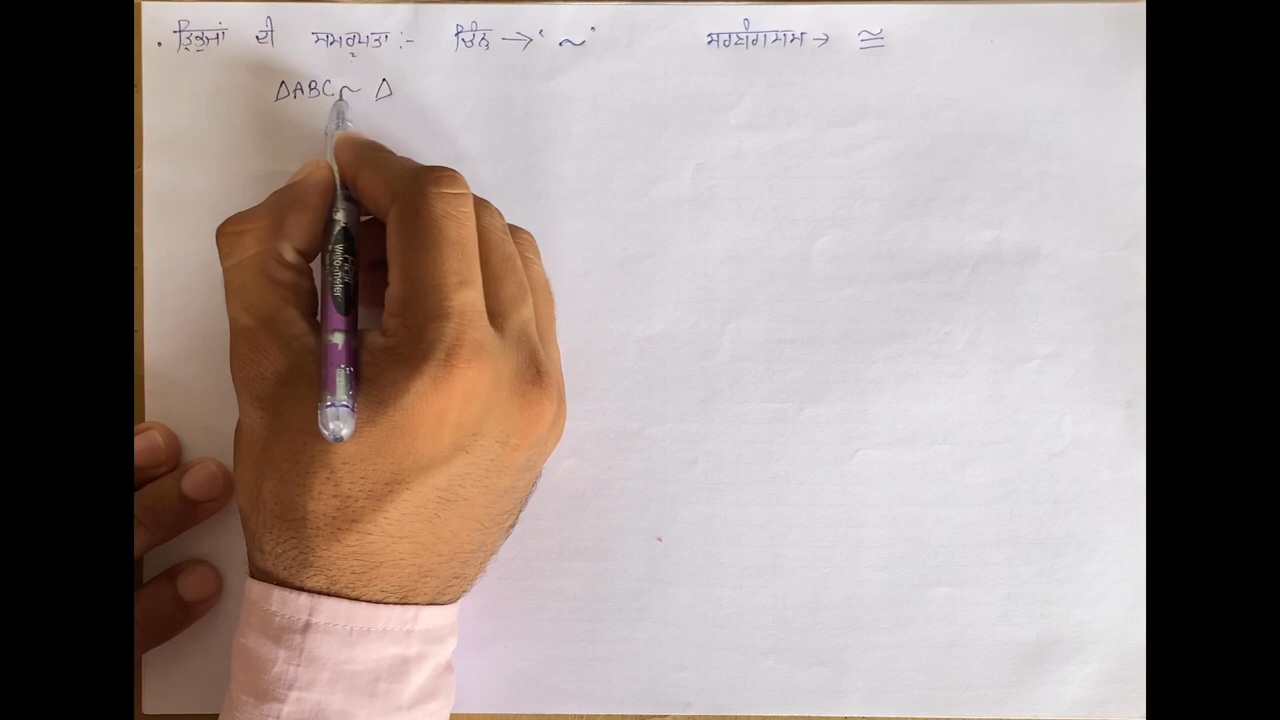 . ਤ੍ਰਿਭੁਜਾਂ ਦੀ ਸਮਰੂਪਤਾ :- ਚਿੰਨ੍ਹ → ' ~ ' ਸਰਬੰਗਸਮ → ≅
ΔABC ~ Δ